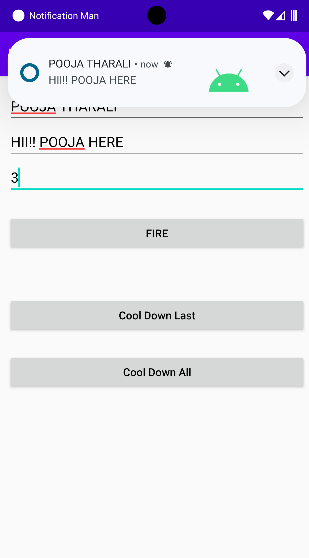 Notification Man
POOJA THARALI • now
HII!! POOJA HERE
POOJA THARALI
HII!! POOJA HERE
3
FIRE
Cool Down Last
Cool Down All